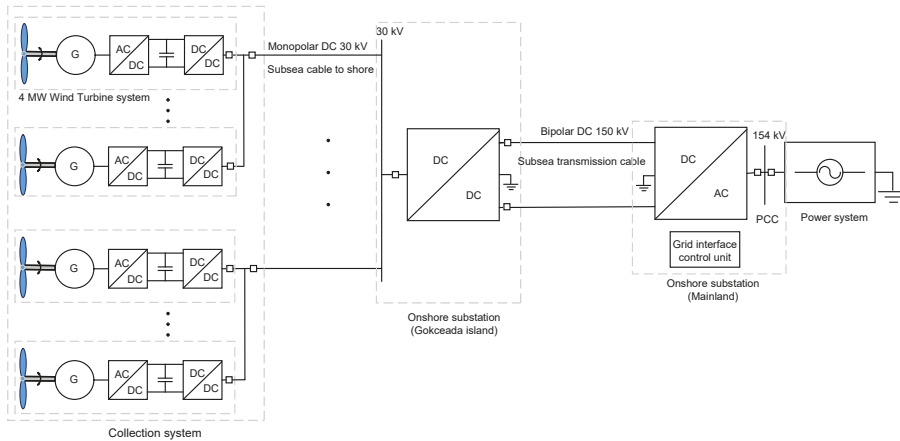 30 kV
G
AC
DC
DC
DC
Monopolar DC 30 kV
Subsea cable to shore
4 MW Wind Turbine system
G
AC
DC
DC
DC
DC
DC
Bipolar DC 150 kV
Subsea transmission cable
DC
AC
154 kV
PCC
Power system
Grid interface
control unit
Onshore substation
(Mainland)
G
AC
DC
DC
DC
Onshore substation
(Gokceada island)
G
AC
DC
DC
DC
Collection system